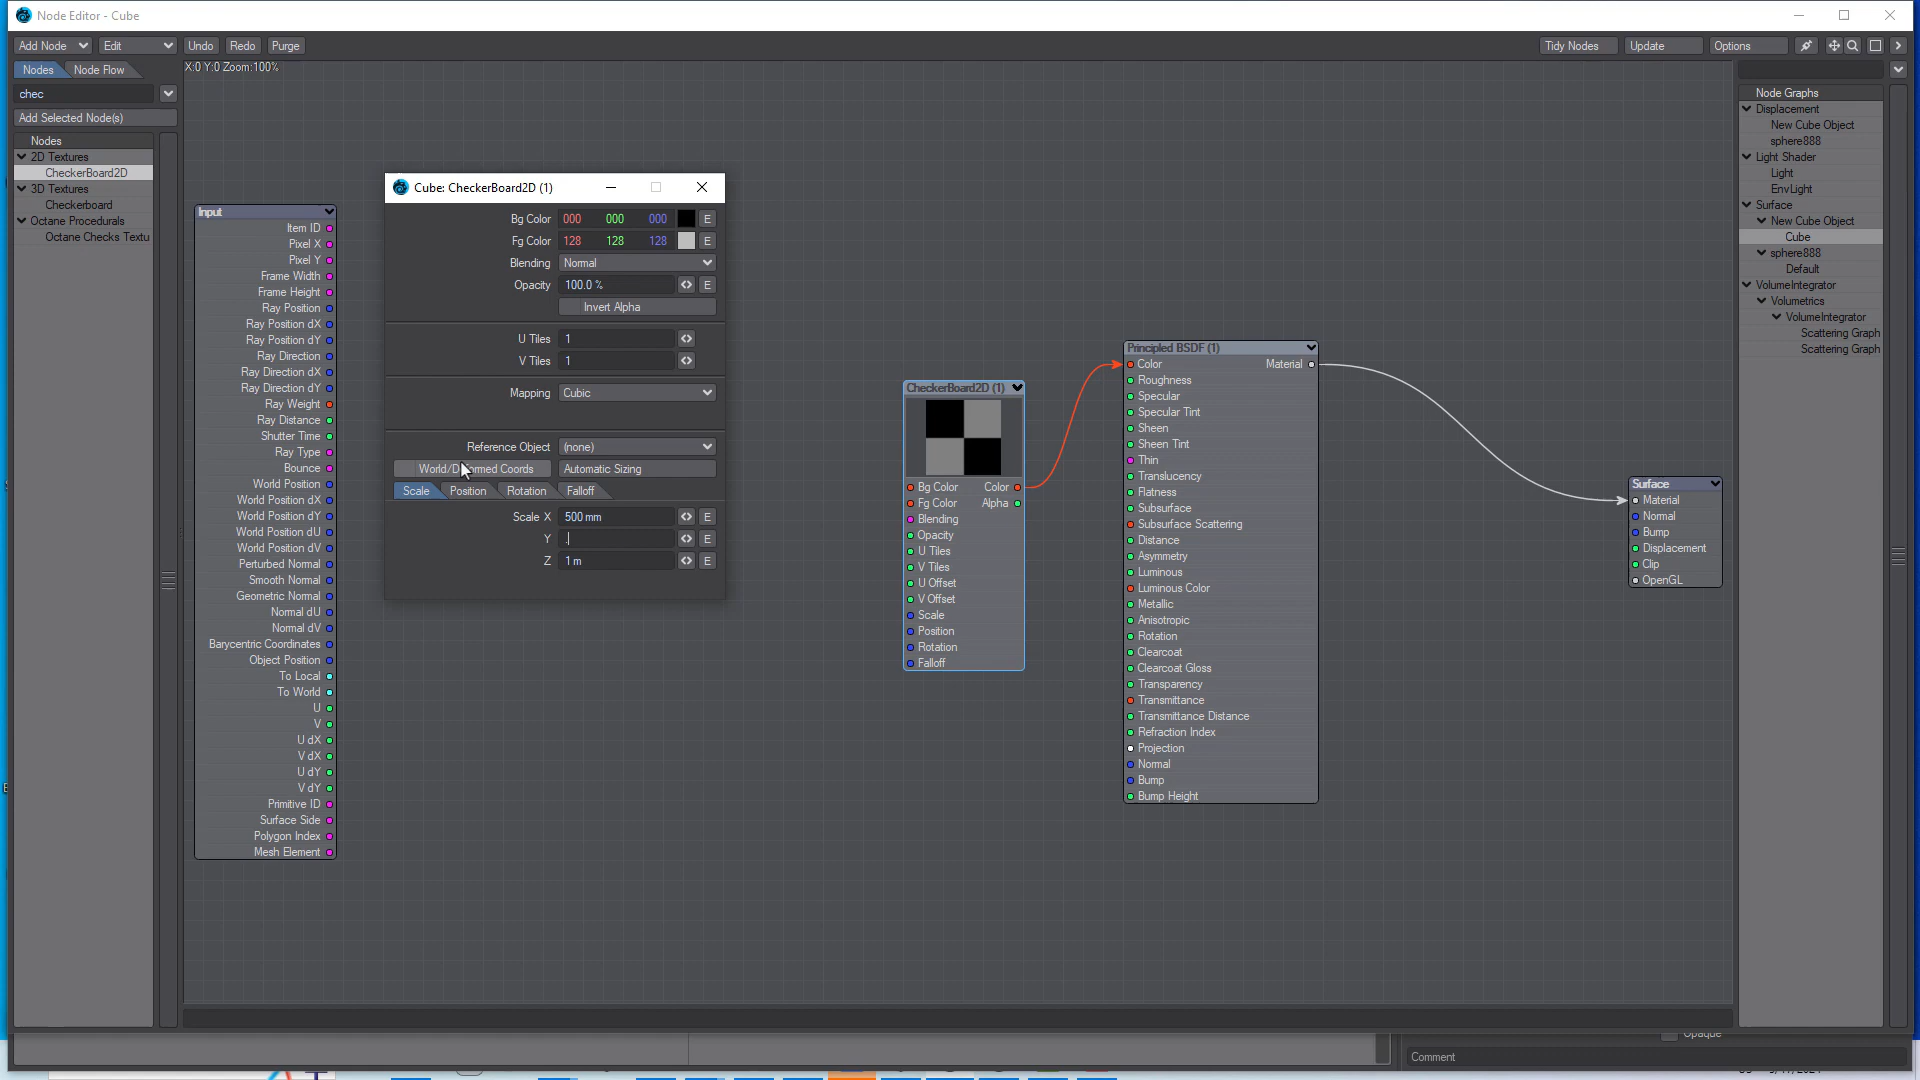 Node Editor - Cube
Add Node
Edit
Undo
Redo
Purge
Tidy Nodes
Update
Options
Nodes
Node Flow
X:0 Y:0 Zoom:100%
chec
Add Selected Node(s)
Nodes
2D Textures
CheckerBoard2D
3D Textures
Checkerboard
Octane Procedurals
Octane Checks Textu
Input
Item ID
Pixel X
Pixel Y
Frame Width
Frame Height
Ray Position
Ray Position dX
Ray Position dY
Ray Direction
Ray Direction dX
Ray Direction dY
Ray Weight
Ray Distance
Shutter Time
Ray Type
Bounce
World Position
World Position dX
World Position dY
World Position dU
World Position dV
Perturbed Normal
Smooth Normal
Geometric Normal
Normal dU
Normal dV
Barycentric Coordinates
Object Position
To Local
To World
U
V
U dX
V dX
U dY
V dY
Primitive ID
Surface Side
Polygon Index
Mesh Element
Cube: CheckerBoard2D (1)
Bg Color 000 000 000 E
Fg Color 128 128 128 E
Blending Normal
Opacity 100.0 % E
Invert Alpha
U Tiles 1
V Tiles 1
Mapping Cubic
Reference Object (none)
World/Deformed Coords Automatic Sizing
Scale Position Rotation Falloff
Scale X 500 mm E
Y . E
Z 1 m E
CheckerBoard2D (1)
Bg Color Color
Fg Color Alpha
Blending
Opacity
U Tiles
V Tiles
U Offset
V Offset
Scale
Position
Rotation
Falloff
Principled BSDF (1)
Color Material
Roughness
Specular
Specular Tint
Sheen
Sheen Tint
Thin
Translucency
Flatness
Subsurface
Subsurface Scattering
Distance
Asymmetry
Luminous
Luminous Color
Metallic
Anisotropic
Rotation
Clearcoat
Clearcoat Gloss
Transparency
Transmittance
Transmittance Distance
Refraction Index
Projection
Normal
Bump
Bump Height
Surface
Material
Normal
Bump
Displacement
Clip
OpenGL
Node Graphs
Displacement
New Cube Object
sphere888
Light Shader
Light
EnvLight
Surface
New Cube Object
Cube
sphere888
Default
VolumeIntegrator
Volumetrics
VolumeIntegrator
Scattering Graph
Scattering Graph
Opaque
Comment